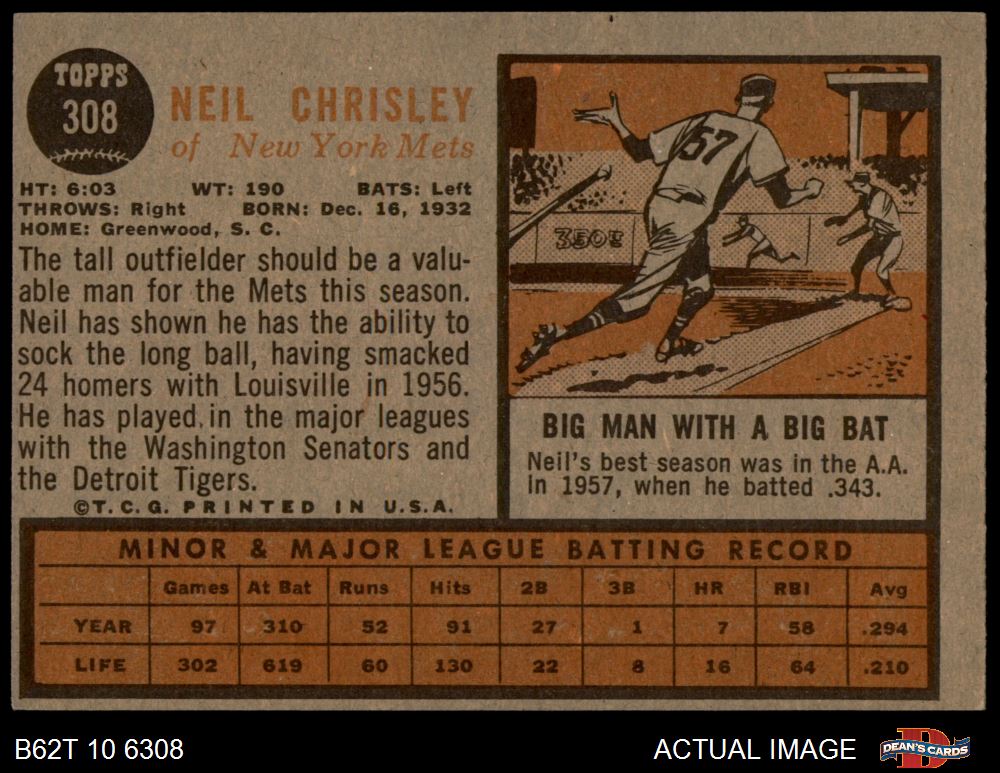 TOPPS
308
NEIL CHRISLEY
of New York Mets
HT: 6:03 WT: 190 BATS: Left
THROWS: Right BORN: Dec. 16, 1932
HOME: Greenwood, S. C.
The tall outfielder should be a valu-
able man for the Mets this season.
Neil has shown he has the ability to
sock the long ball, having smacked
24 homers with Louisville in 1956.
He has played in the major leagues
with the Washington Senators and
the Detroit Tigers.
©T. C. G. PRINTED IN U.S.A.
57
350FT
BIG MAN WITH A BIG BAT
Neil's best season was in the A.A.
in 1957, when he batted .343.
MINOR & MAJOR LEAGUE BATTING RECORD
Games At Bat Runs Hits 2B 3B HR RBI Avg
YEAR 97 310 52 91 27 1 7 58 .294
LIFE 302 619 60 130 22 8 16 64 .210
B62T 10 6308
ACTUAL IMAGE
DEAN'S CARDS